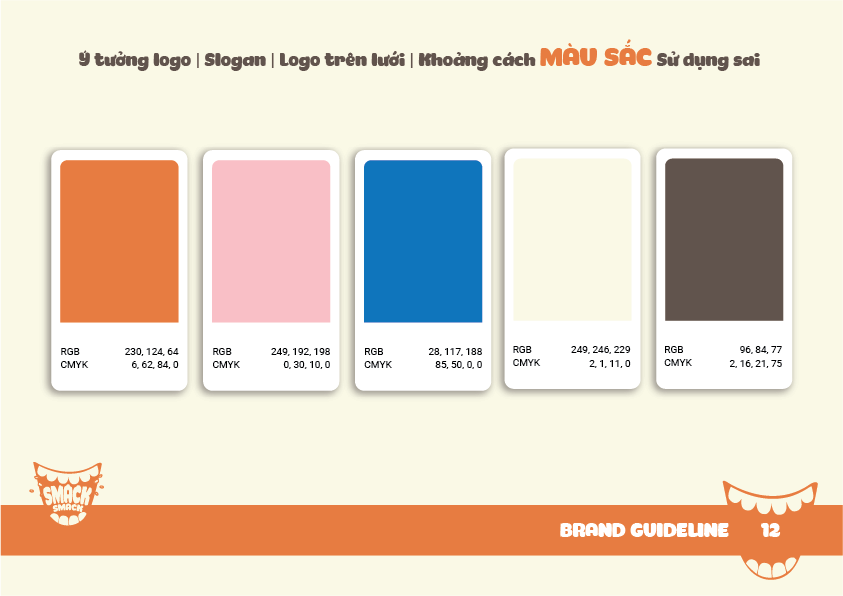 Ý tưởng logo | Slogan | Logo trên lưới | Khoảng cách MÀU SẮC Sử dụng sai
RGB 230, 124, 64
CMYK 6, 62, 84, 0
RGB 249, 192, 198
CMYK 0, 30, 10, 0
RGB 28, 117, 188
CMYK 85, 50, 0, 0
RGB 249, 246, 229
CMYK 2, 1, 11, 0
RGB 96, 84, 77
CMYK 2, 16, 21, 75
SMACK
SMACK
BRAND GUIDELINE 12